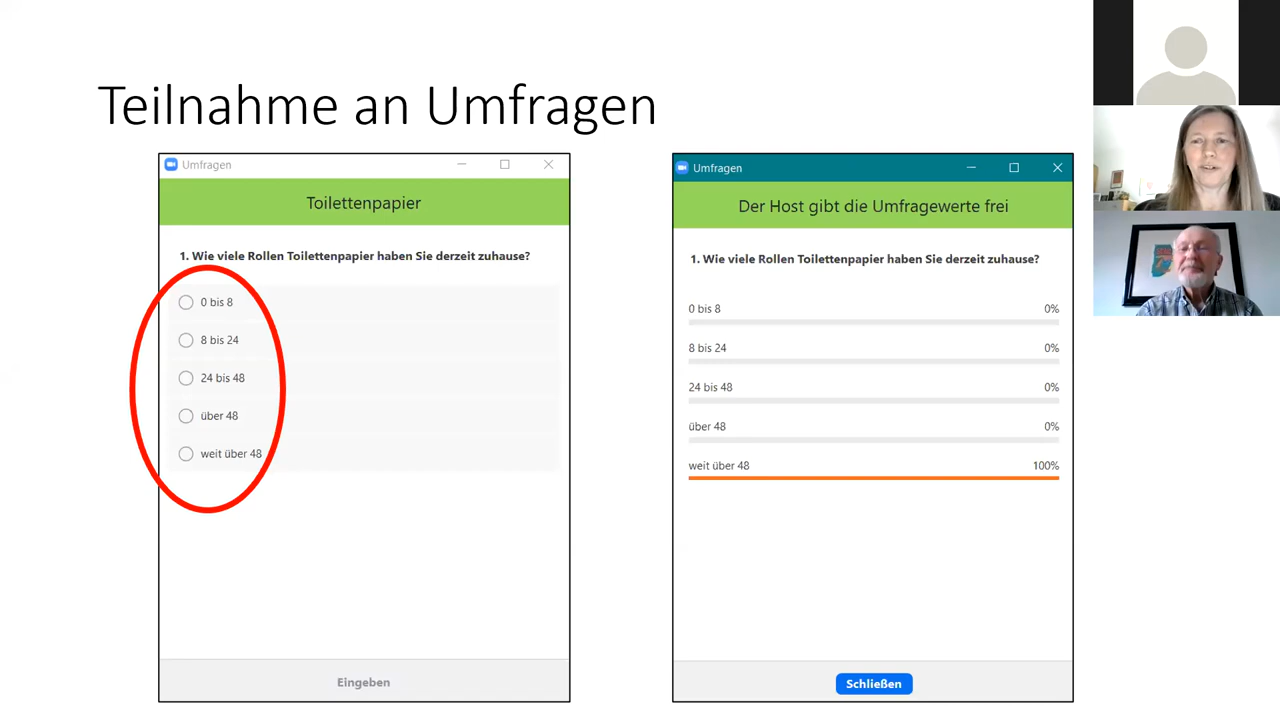 Teilnahme an Umfragen
Umfragen
Toilettenpapier
1. Wie viele Rollen Toilettenpapier haben Sie derzeit zuhause?
0 bis 8
8 bis 24
24 bis 48
über 48
weit über 48
Eingeben
Umfragen
Der Host gibt die Umfragewerte frei
1. Wie viele Rollen Toilettenpapier haben Sie derzeit zuhause?
0 bis 8 0%
8 bis 24 0%
24 bis 48 0%
über 48 0%
weit über 48 100%
Schließen